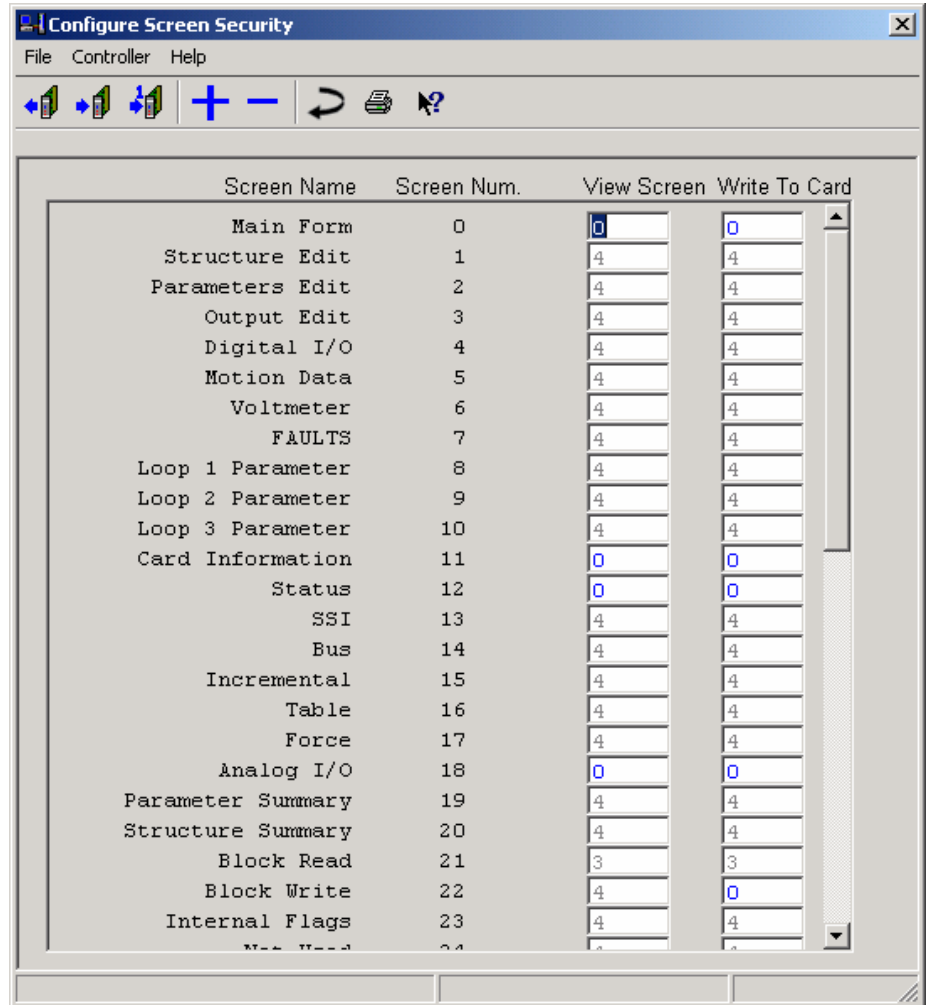 Configure Screen Security
File Controller Help
Screen Name Screen Num. View Screen Write To Card
Main Form 0 0 0
Structure Edit 1 4 4
Parameters Edit 2 4 4
Output Edit 3 4 4
Digital I/O 4 4 4
Motion Data 5 4 4
Voltmeter 6 4 4
FAULTS 7 4 4
Loop 1 Parameter 8 4 4
Loop 2 Parameter 9 4 4
Loop 3 Parameter 10 4 4
Card Information 11 0 0
Status 12 0 0
SSI 13 4 4
Bus 14 4 4
Incremental 15 4 4
Table 16 4 4
Force 17 4 4
Analog I/O 18 0 0
Parameter Summary 19 4 4
Structure Summary 20 4 4
Block Read 21 3 3
Block Write 22 4 0
Internal Flags 23 4 4